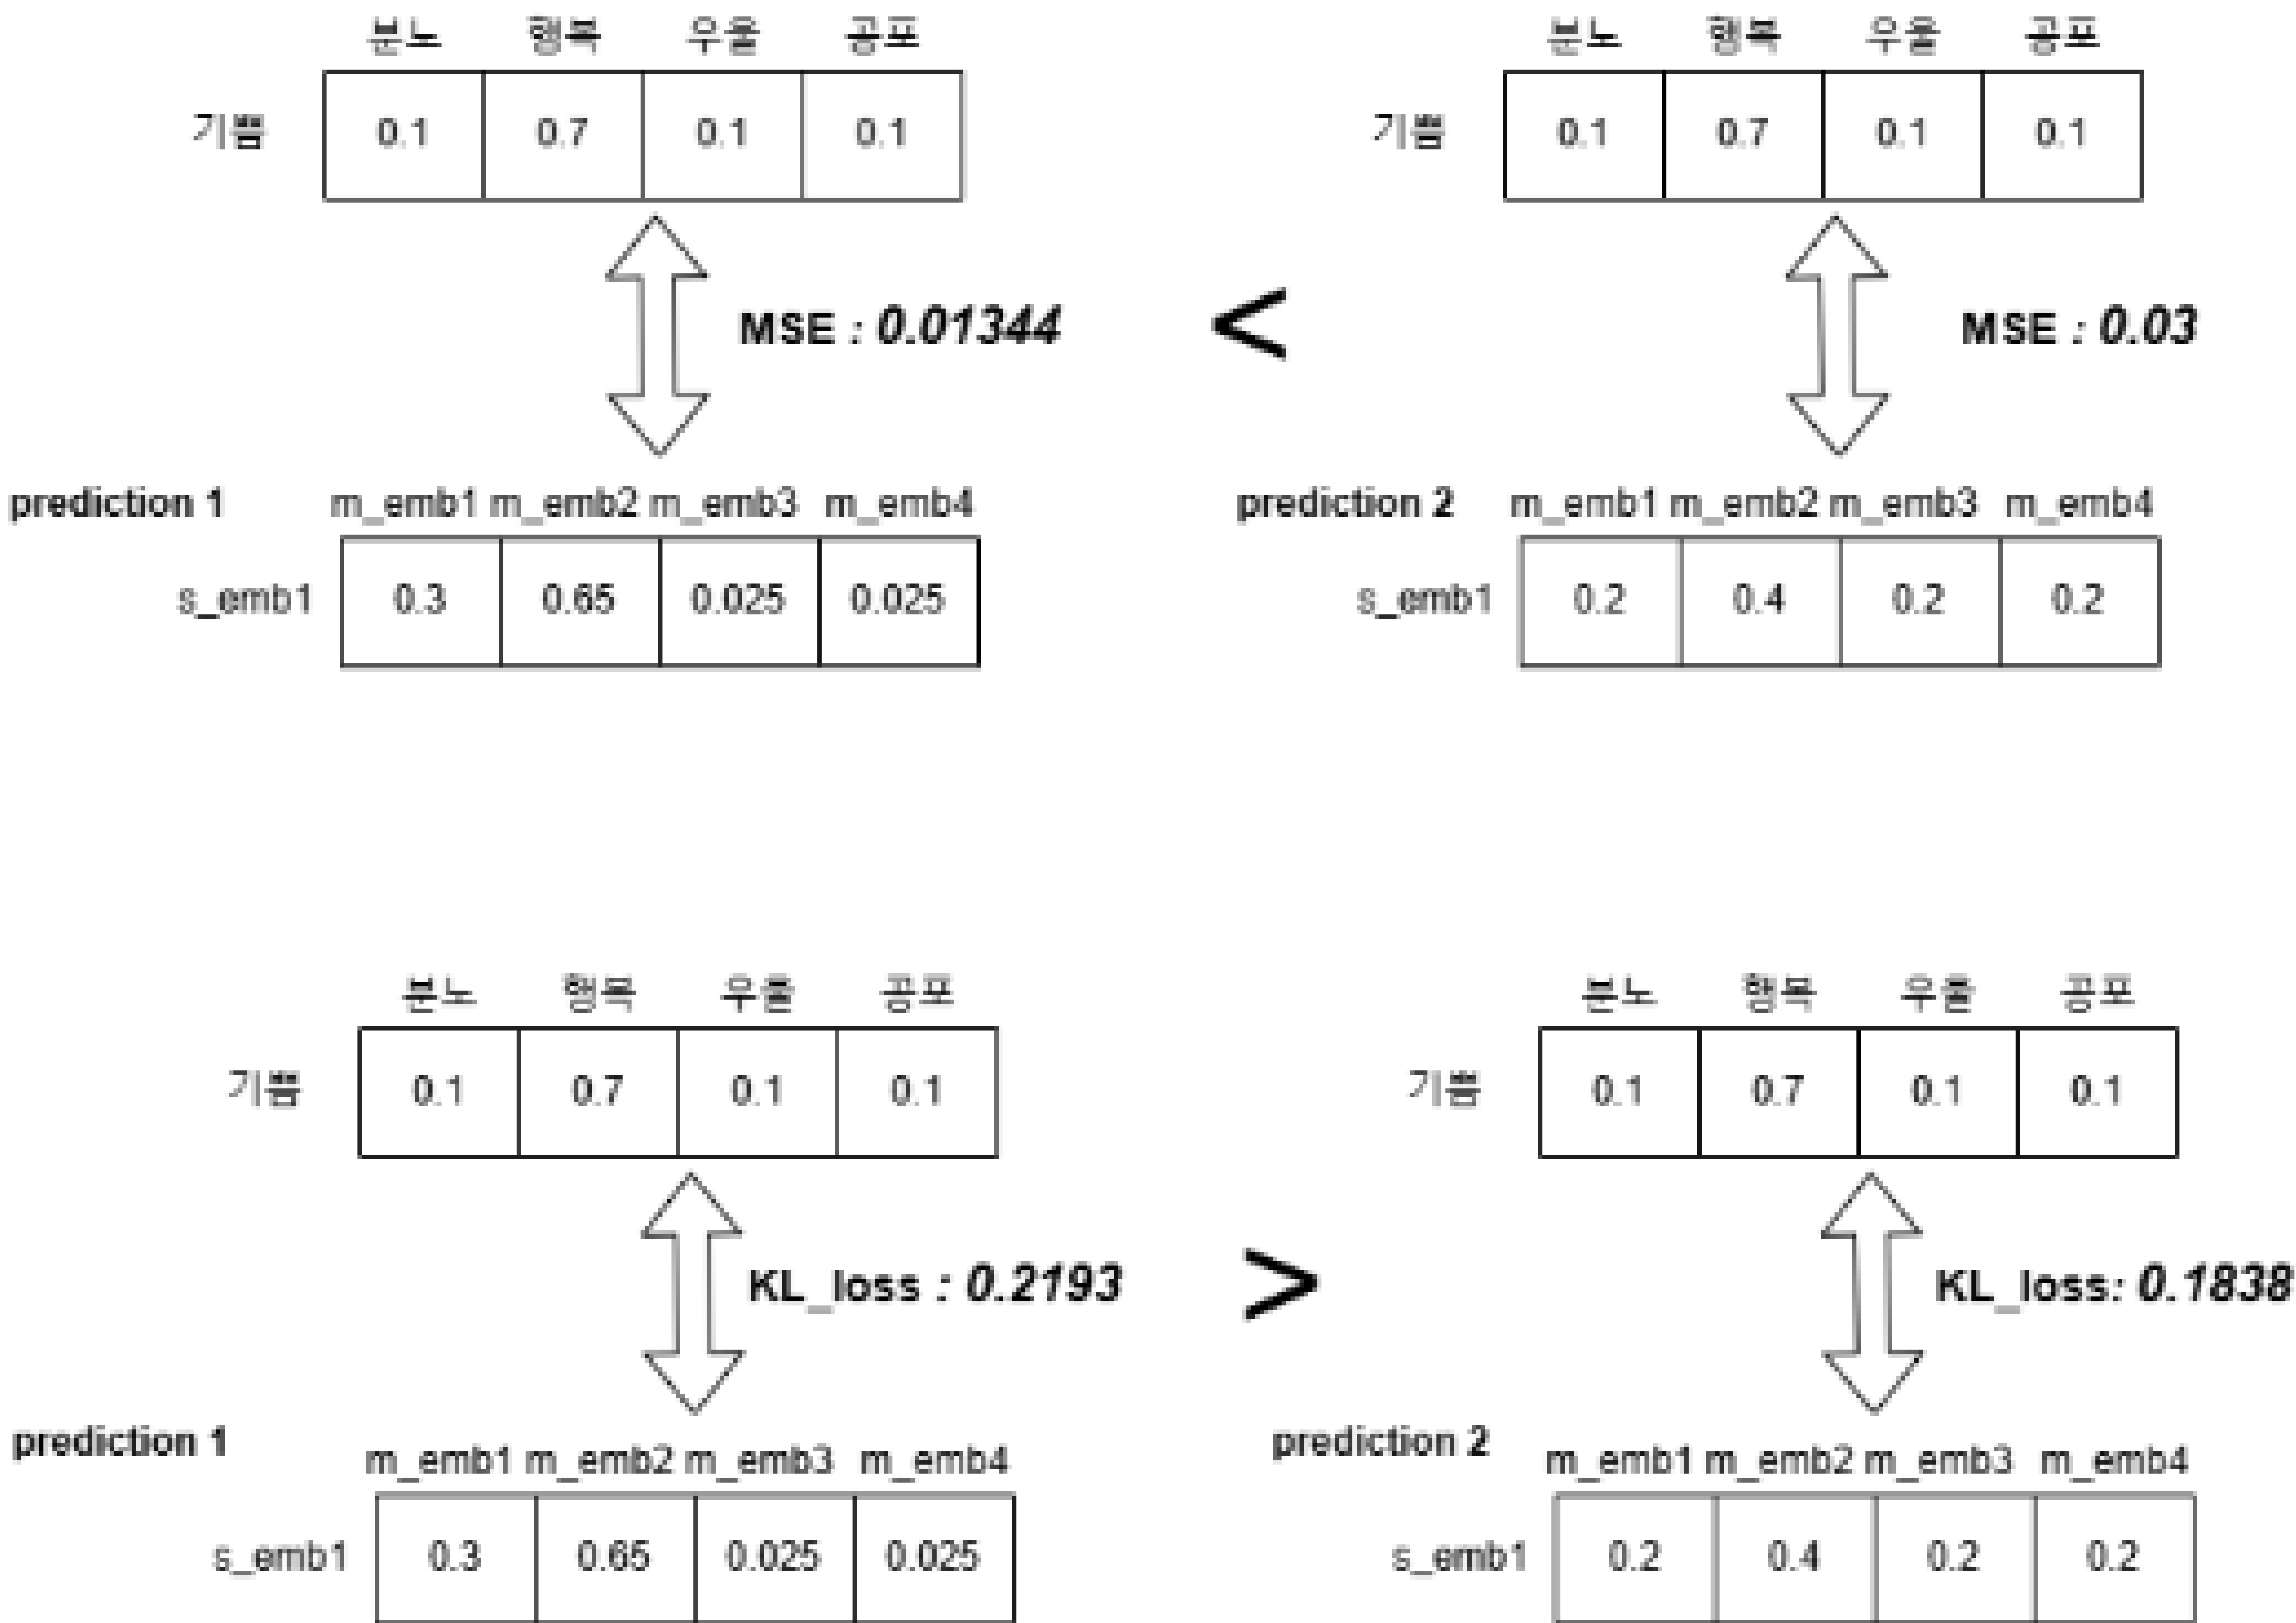 분노 행복 우울 공포 분노 행복 우울 공포
기쁨 0.1 0.7 0.1 0.1 기쁨 0.1 0.7 0.1 0.1
MSE : 0.01344 < MSE : 0.03
prediction 1 m_emb1 m_emb2 m_emb3 m_emb4 prediction 2 m_emb1 m_emb2 m_emb3 m_emb4
s_emb1 0.3 0.65 0.025 0.025 s_emb1 0.2 0.4 0.2 0.2
분노 행복 우울 공포 분노 행복 우울 공포
기쁨 0.1 0.7 0.1 0.1 기쁨 0.1 0.7 0.1 0.1
KL_loss : 0.2193 > KL_loss: 0.1838
prediction 1 m_emb1 m_emb2 m_emb3 m_emb4 prediction 2 m_emb1 m_emb2 m_emb3 m_emb4
s_emb1 0.3 0.65 0.025 0.025 s_emb1 0.2 0.4 0.2 0.2